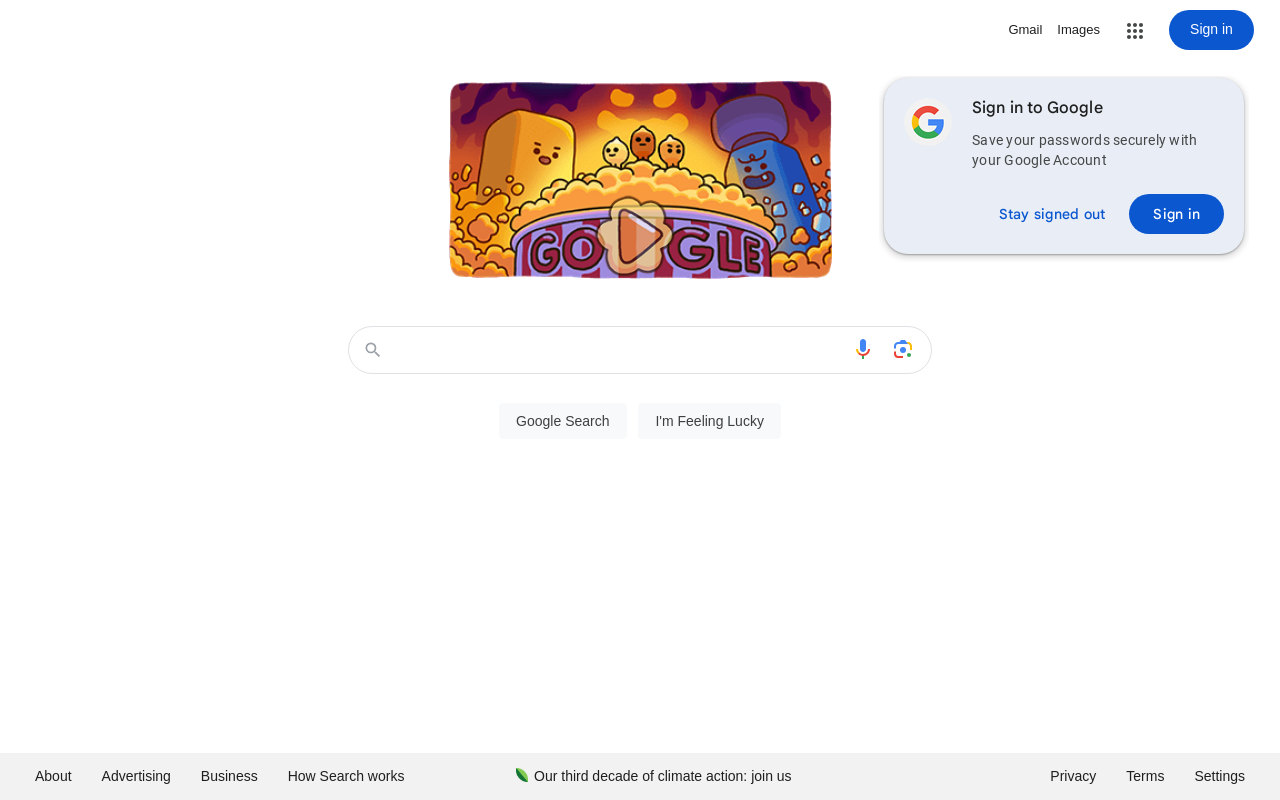 Gmail Images Sign in
GOOGLE
Sign in to Google
Save your passwords securely with
your Google Account
Stay signed out Sign in
Google Search I'm Feeling Lucky
About Advertising Business How Search works Our third decade of climate action: join us Privacy Terms Settings